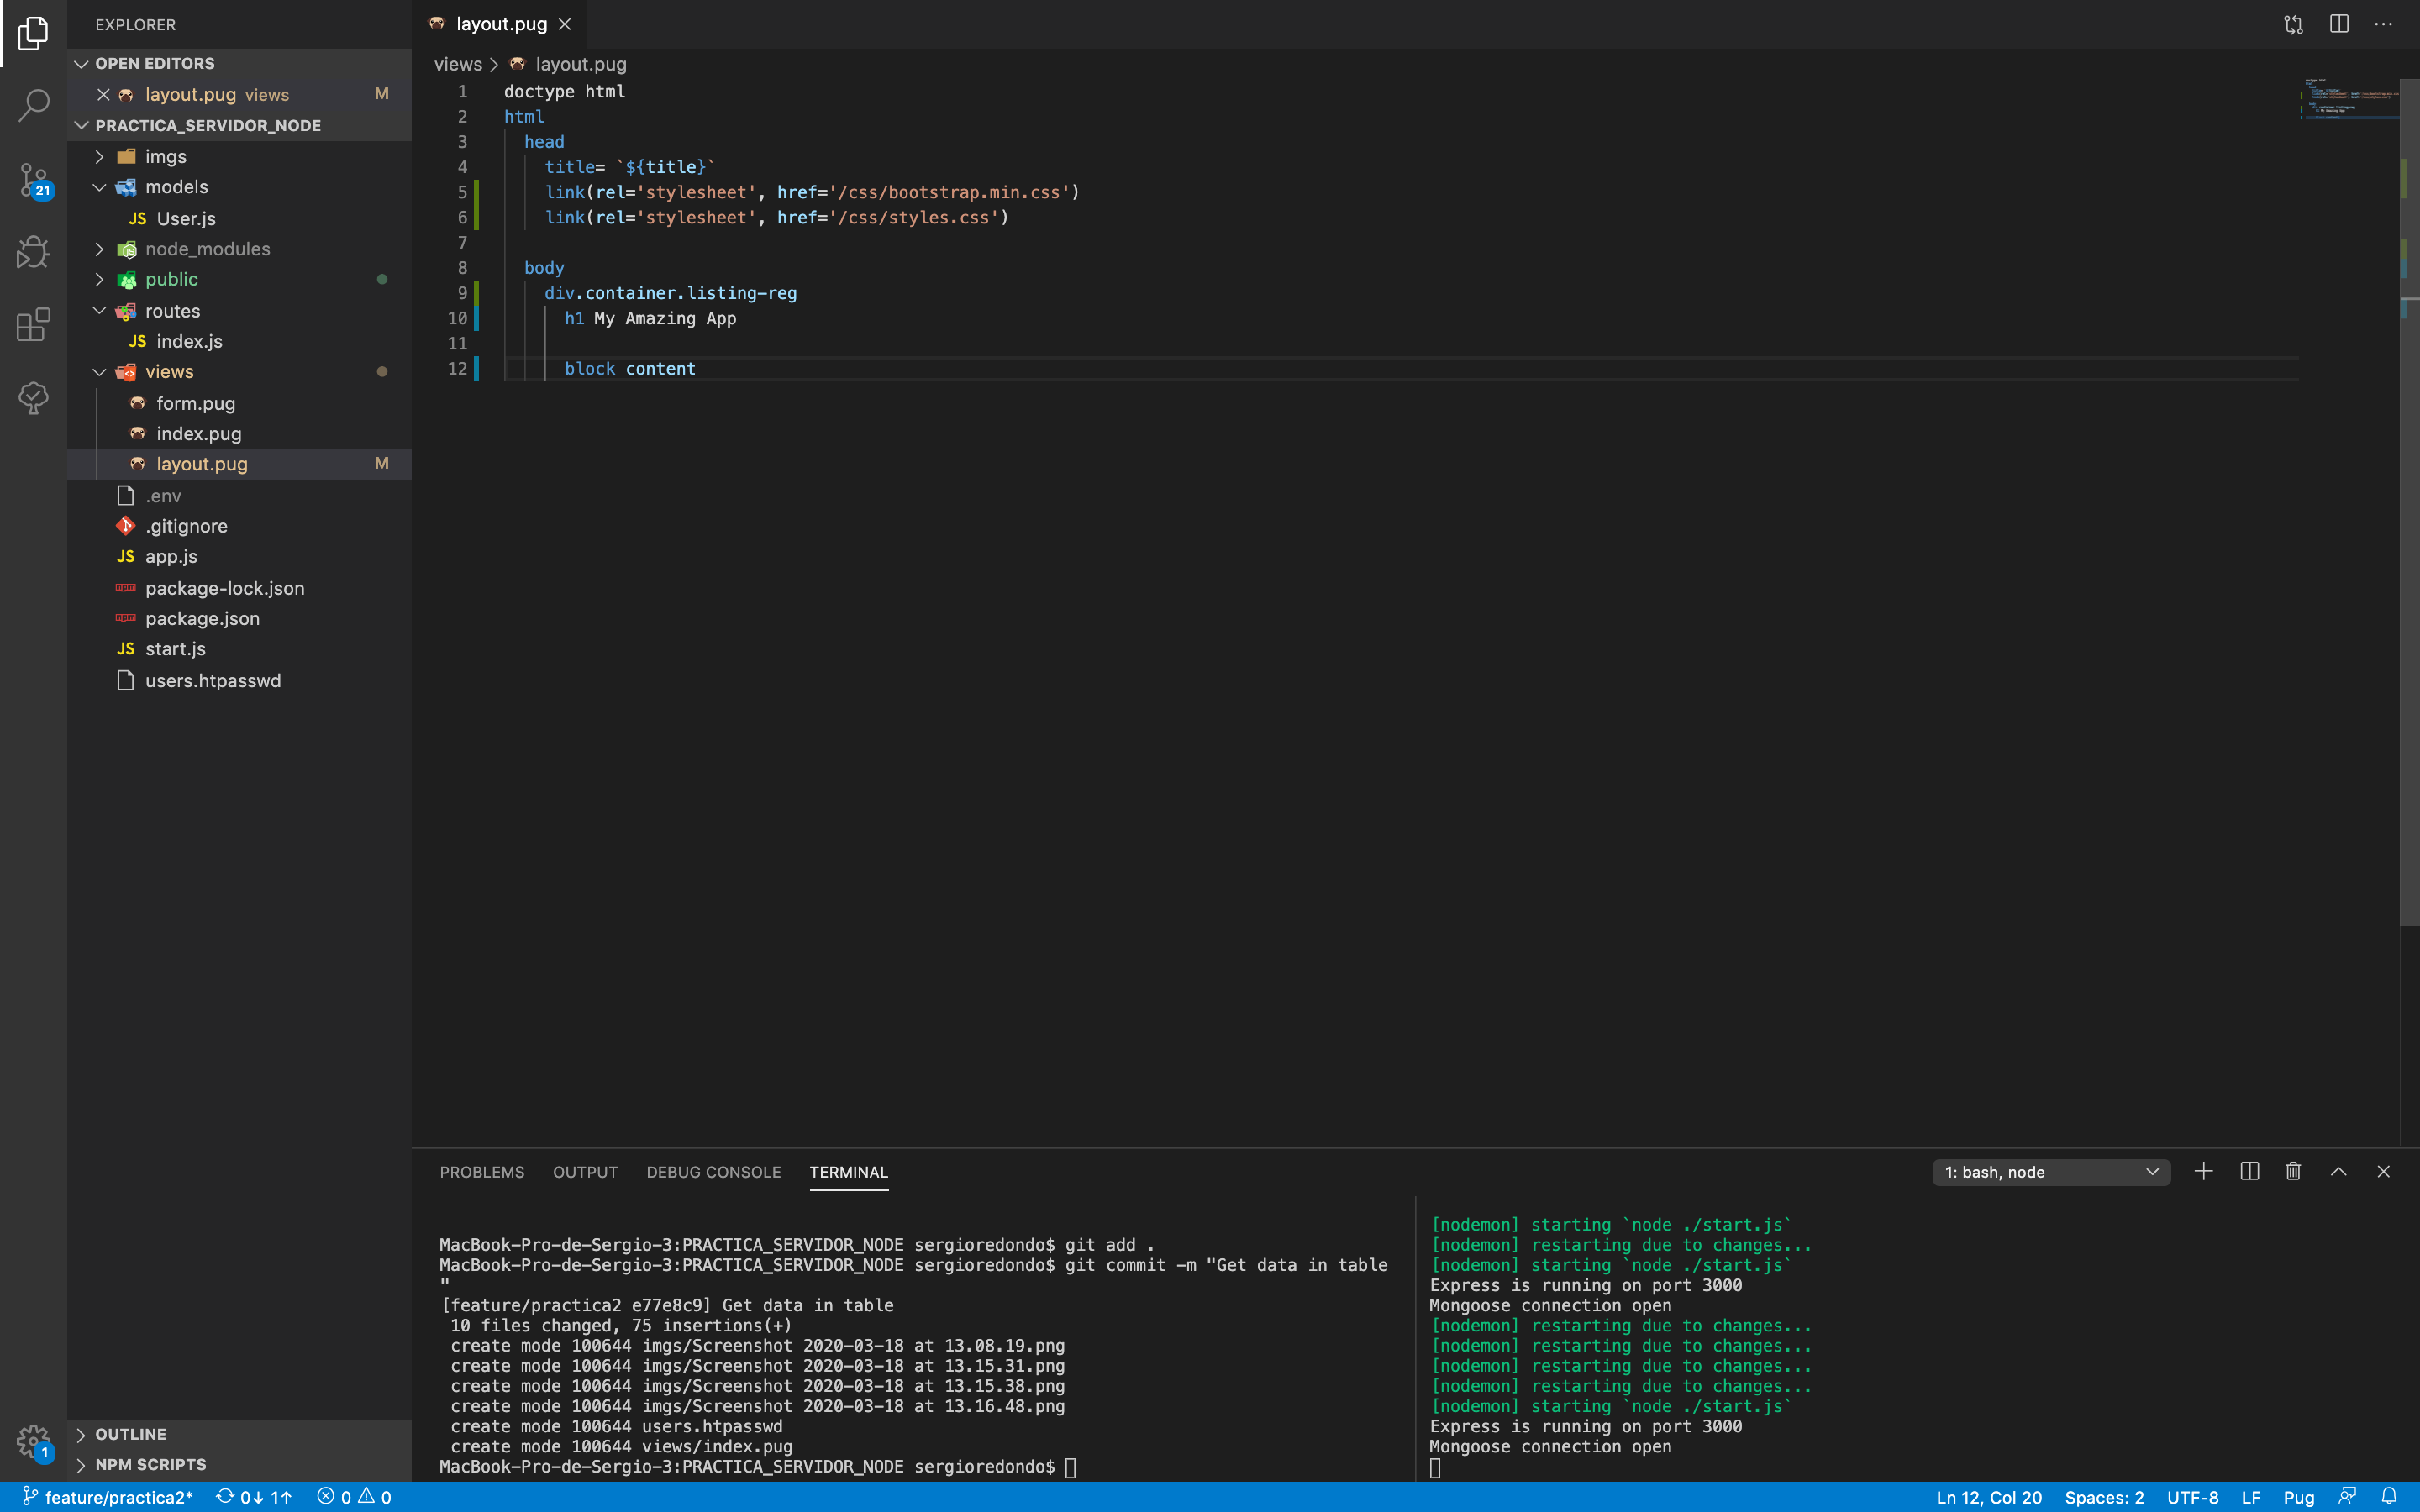 EXPLORER
OPEN EDITORS
layout.pug views M
PRACTICA_SERVIDOR_NODE
imgs
models
JS User.js
node_modules
public
routes
JS index.js
views
form.pug
index.pug
layout.pug M
.env
.gitignore
JS app.js
package-lock.json
package.json
JS start.js
users.htpasswd
OUTLINE
NPM SCRIPTS
21
1
layout.pug
views > layout.pug
1 doctype html
2 html
3 head
4 title= `${title}`
5 link(rel='stylesheet', href='/css/bootstrap.min.css')
6 link(rel='stylesheet', href='/css/styles.css')
7
8 body
9 div.container.listing-reg
10 h1 My Amazing App
11
12 block content
PROBLEMS OUTPUT DEBUG CONSOLE TERMINAL
1: bash, node
MacBook-Pro-de-Sergio-3:PRACTICA_SERVIDOR_NODE sergioredondo$ git add .
MacBook-Pro-de-Sergio-3:PRACTICA_SERVIDOR_NODE sergioredondo$ git commit -m "Get data in table
"
[feature/practica2 e77e8c9] Get data in table
10 files changed, 75 insertions(+)
create mode 100644 imgs/Screenshot 2020-03-18 at 13.08.19.png
create mode 100644 imgs/Screenshot 2020-03-18 at 13.15.31.png
create mode 100644 imgs/Screenshot 2020-03-18 at 13.15.38.png
create mode 100644 imgs/Screenshot 2020-03-18 at 13.16.48.png
create mode 100644 users.htpasswd
create mode 100644 views/index.pug
MacBook-Pro-de-Sergio-3:PRACTICA_SERVIDOR_NODE sergioredondo$
[nodemon] starting `node ./start.js`
[nodemon] restarting due to changes...
[nodemon] starting `node ./start.js`
Express is running on port 3000
Mongoose connection open
[nodemon] restarting due to changes...
[nodemon] restarting due to changes...
[nodemon] restarting due to changes...
[nodemon] restarting due to changes...
[nodemon] starting `node ./start.js`
Express is running on port 3000
Mongoose connection open
feature/practica2* 0↓ 1↑ 0 0
Ln 12, Col 20 Spaces: 2 UTF-8 LF Pug